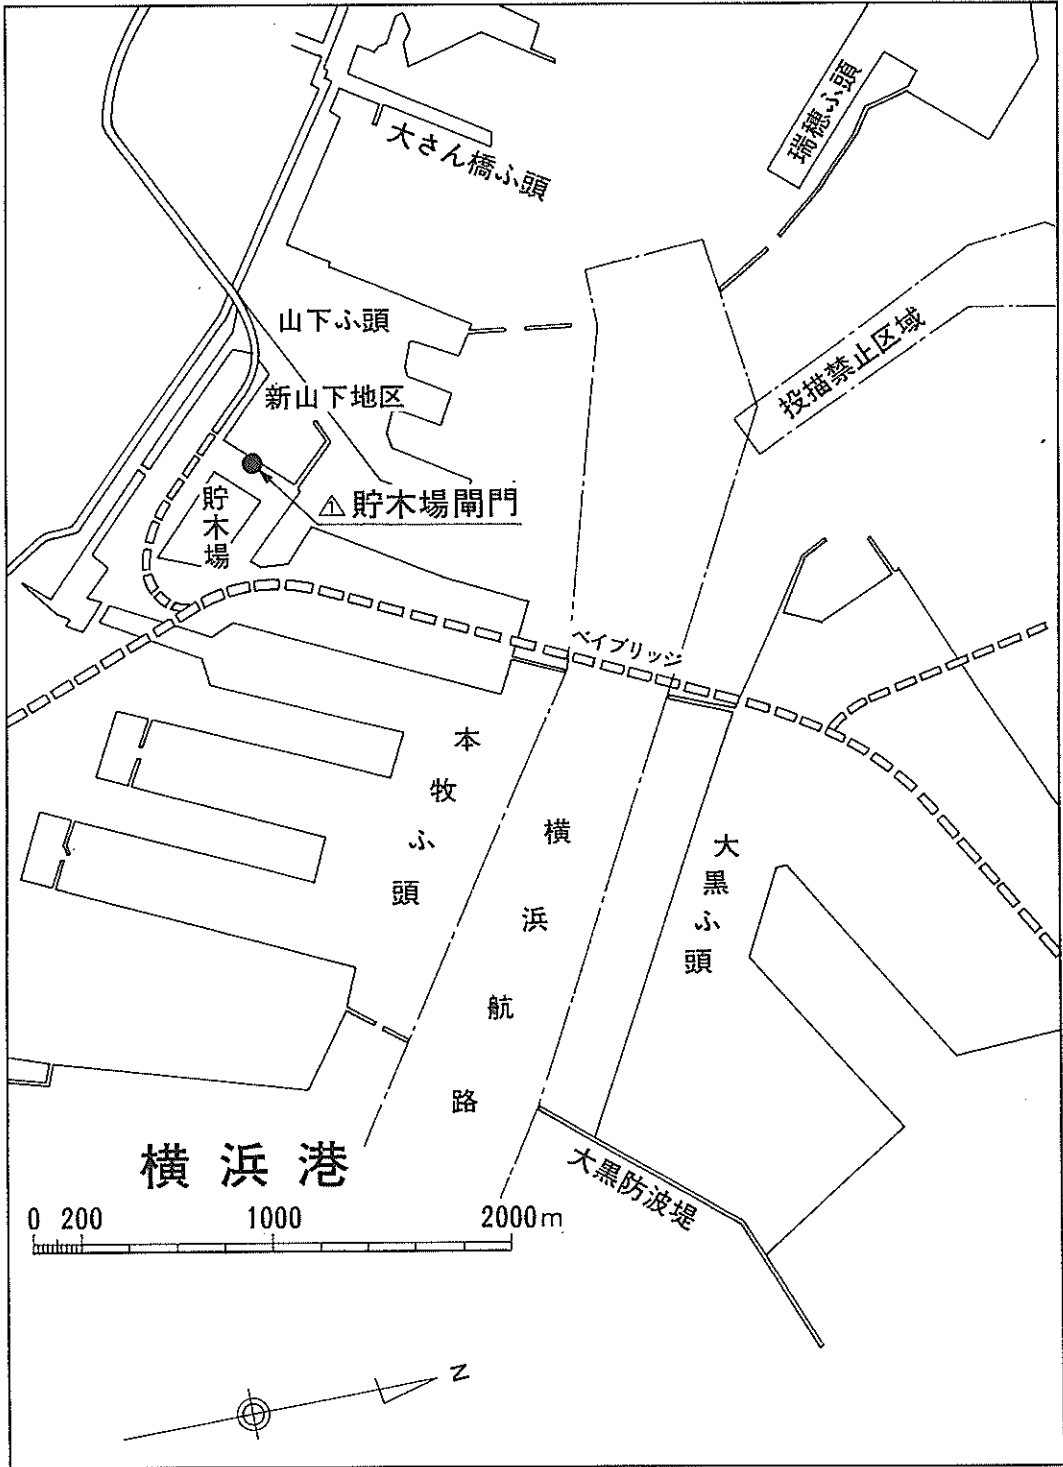 大さん橋ふ頭
瑞穂ふ頭
山下ふ頭
投描禁止区域
新山下地区
1 貯木場閘門
貯木場
ベイブリッジ
本牧ふ頭
横浜航路
大黒ふ頭
大黒防波堤
横浜港
0 200 1000 2000m
N